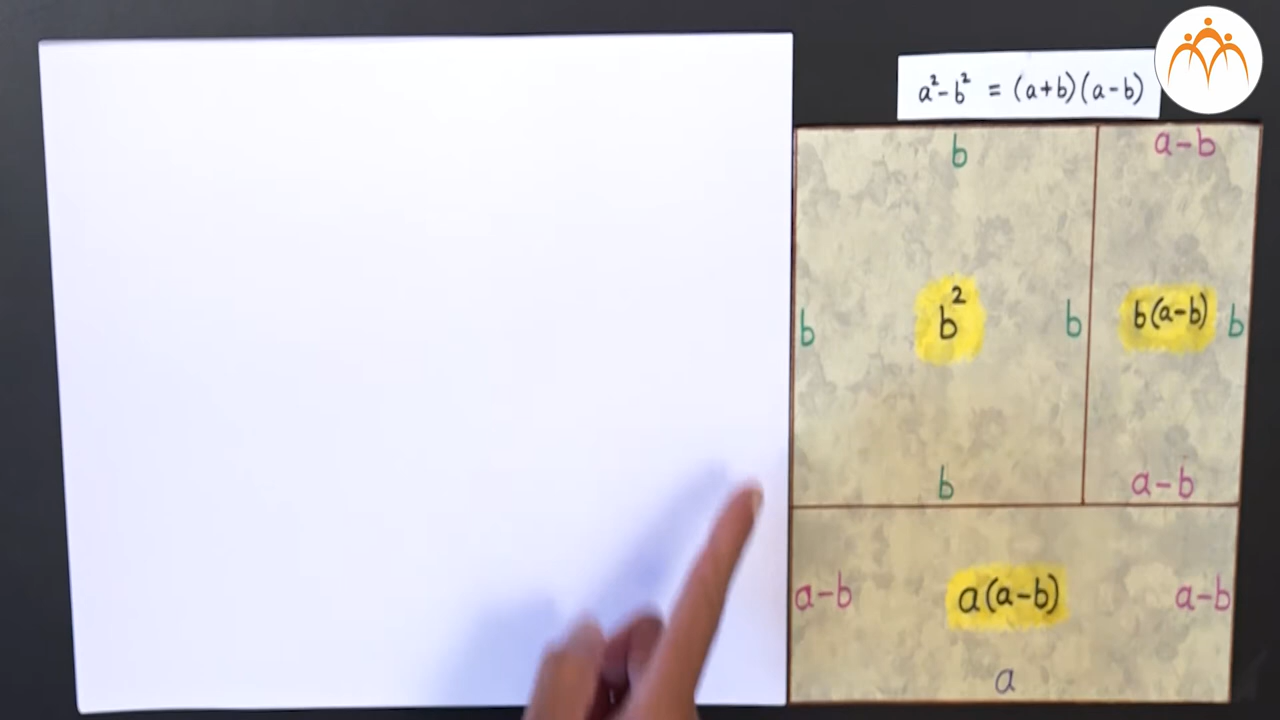 a² - b² = (a+b)(a-b)
b
a-b
b
b²
b
b(a-b)
b
b
a-b
a-b
a(a-b)
a-b
a